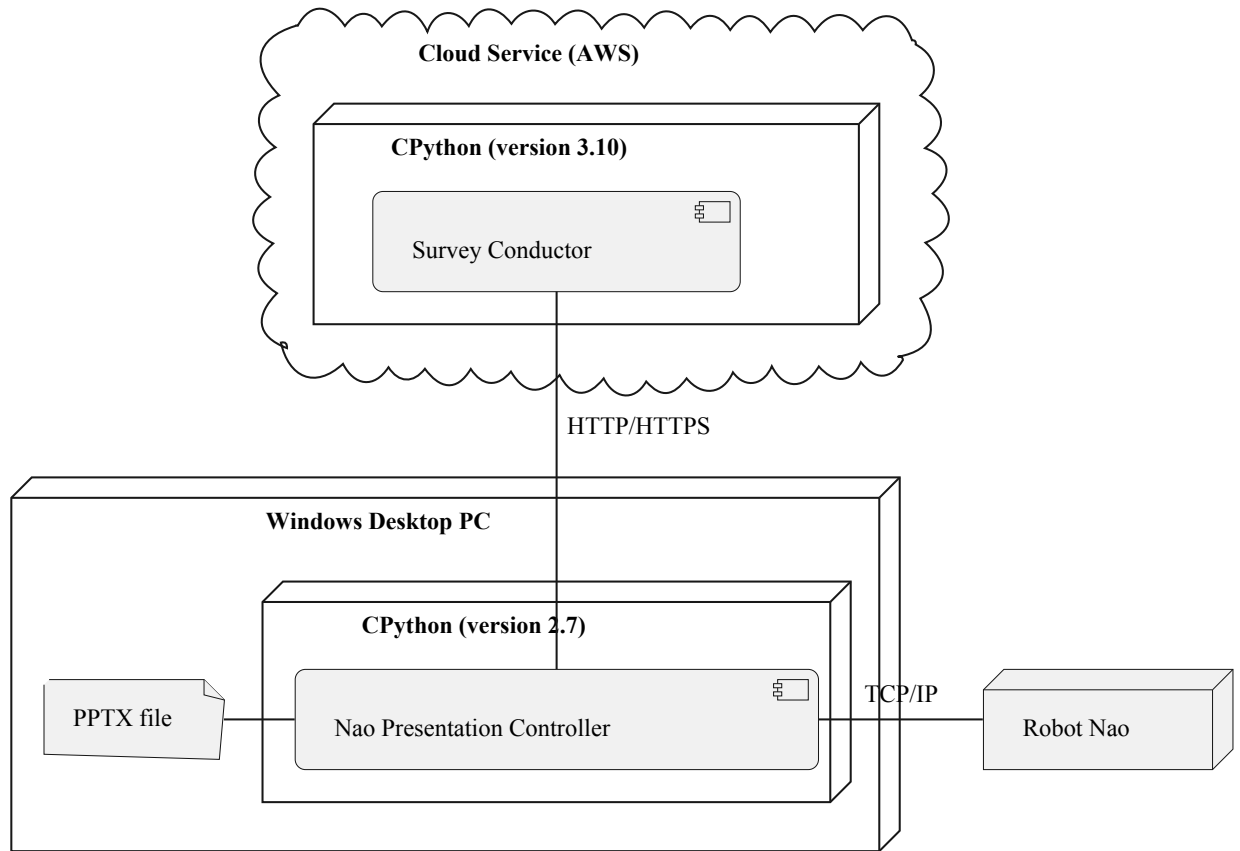 Cloud Service (AWS)
CPython (version 3.10)
Survey Conductor
HTTP/HTTPS
Windows Desktop PC
CPython (version 2.7)
PPTX file
Nao Presentation Controller
TCP/IP
Robot Nao